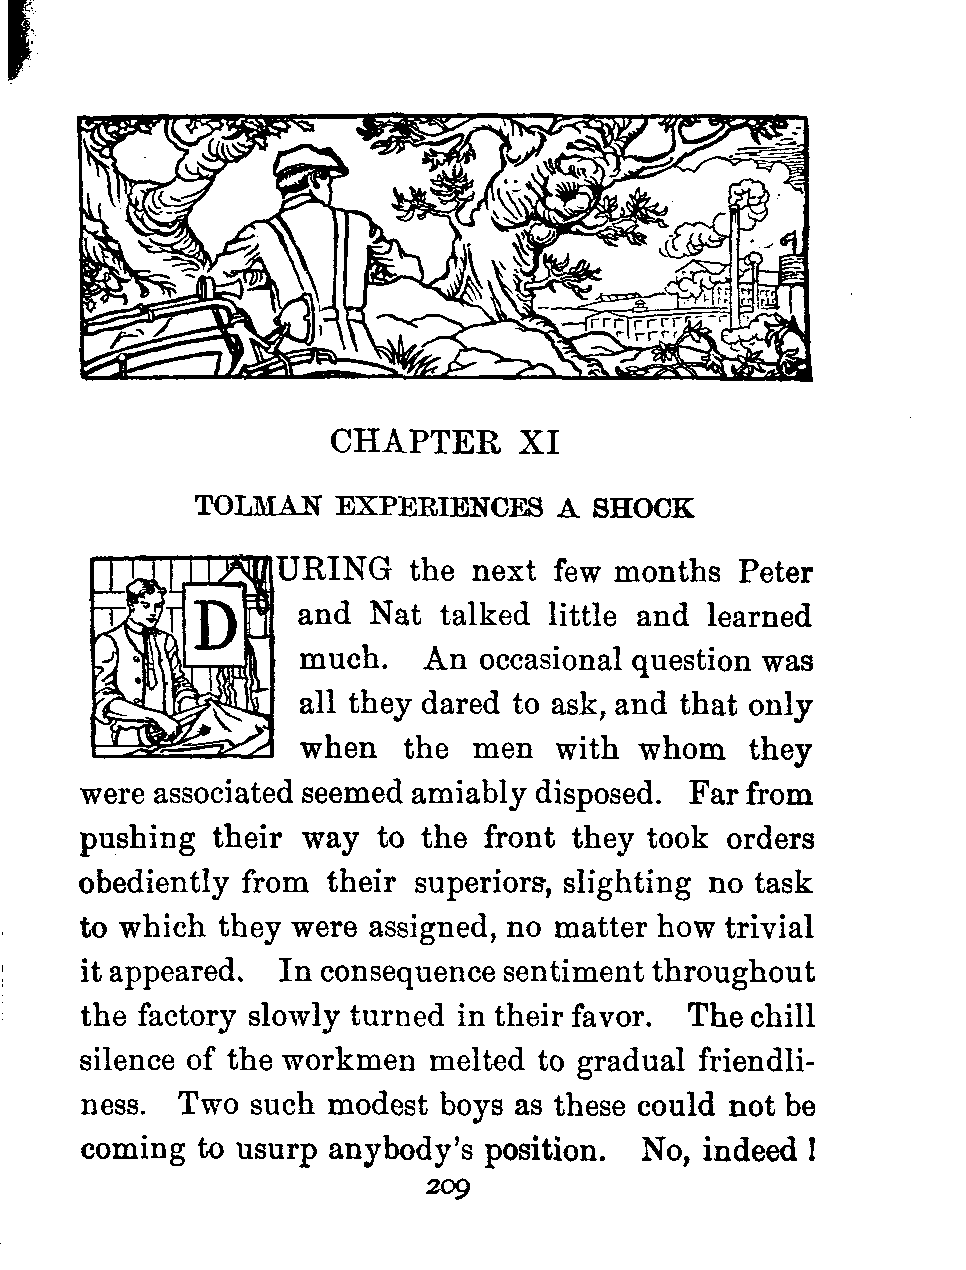 CHAPTER XI
TOLMAN EXPERIENCES A SHOCK
DURING the next few months Peter
and Nat talked little and learned
much. An occasional question was
all they dared to ask, and that only
when the men with whom they
were associated seemed amiably disposed. Far from
pushing their way to the front they took orders
obediently from their superiors, slighting no task
to which they were assigned, no matter how trivial
it appeared. In consequence sentiment throughout
the factory slowly turned in their favor. The chill
silence of the workmen melted to gradual friendli-
ness. Two such modest boys as these could not be
coming to usurp anybody's position. No, indeed!
209